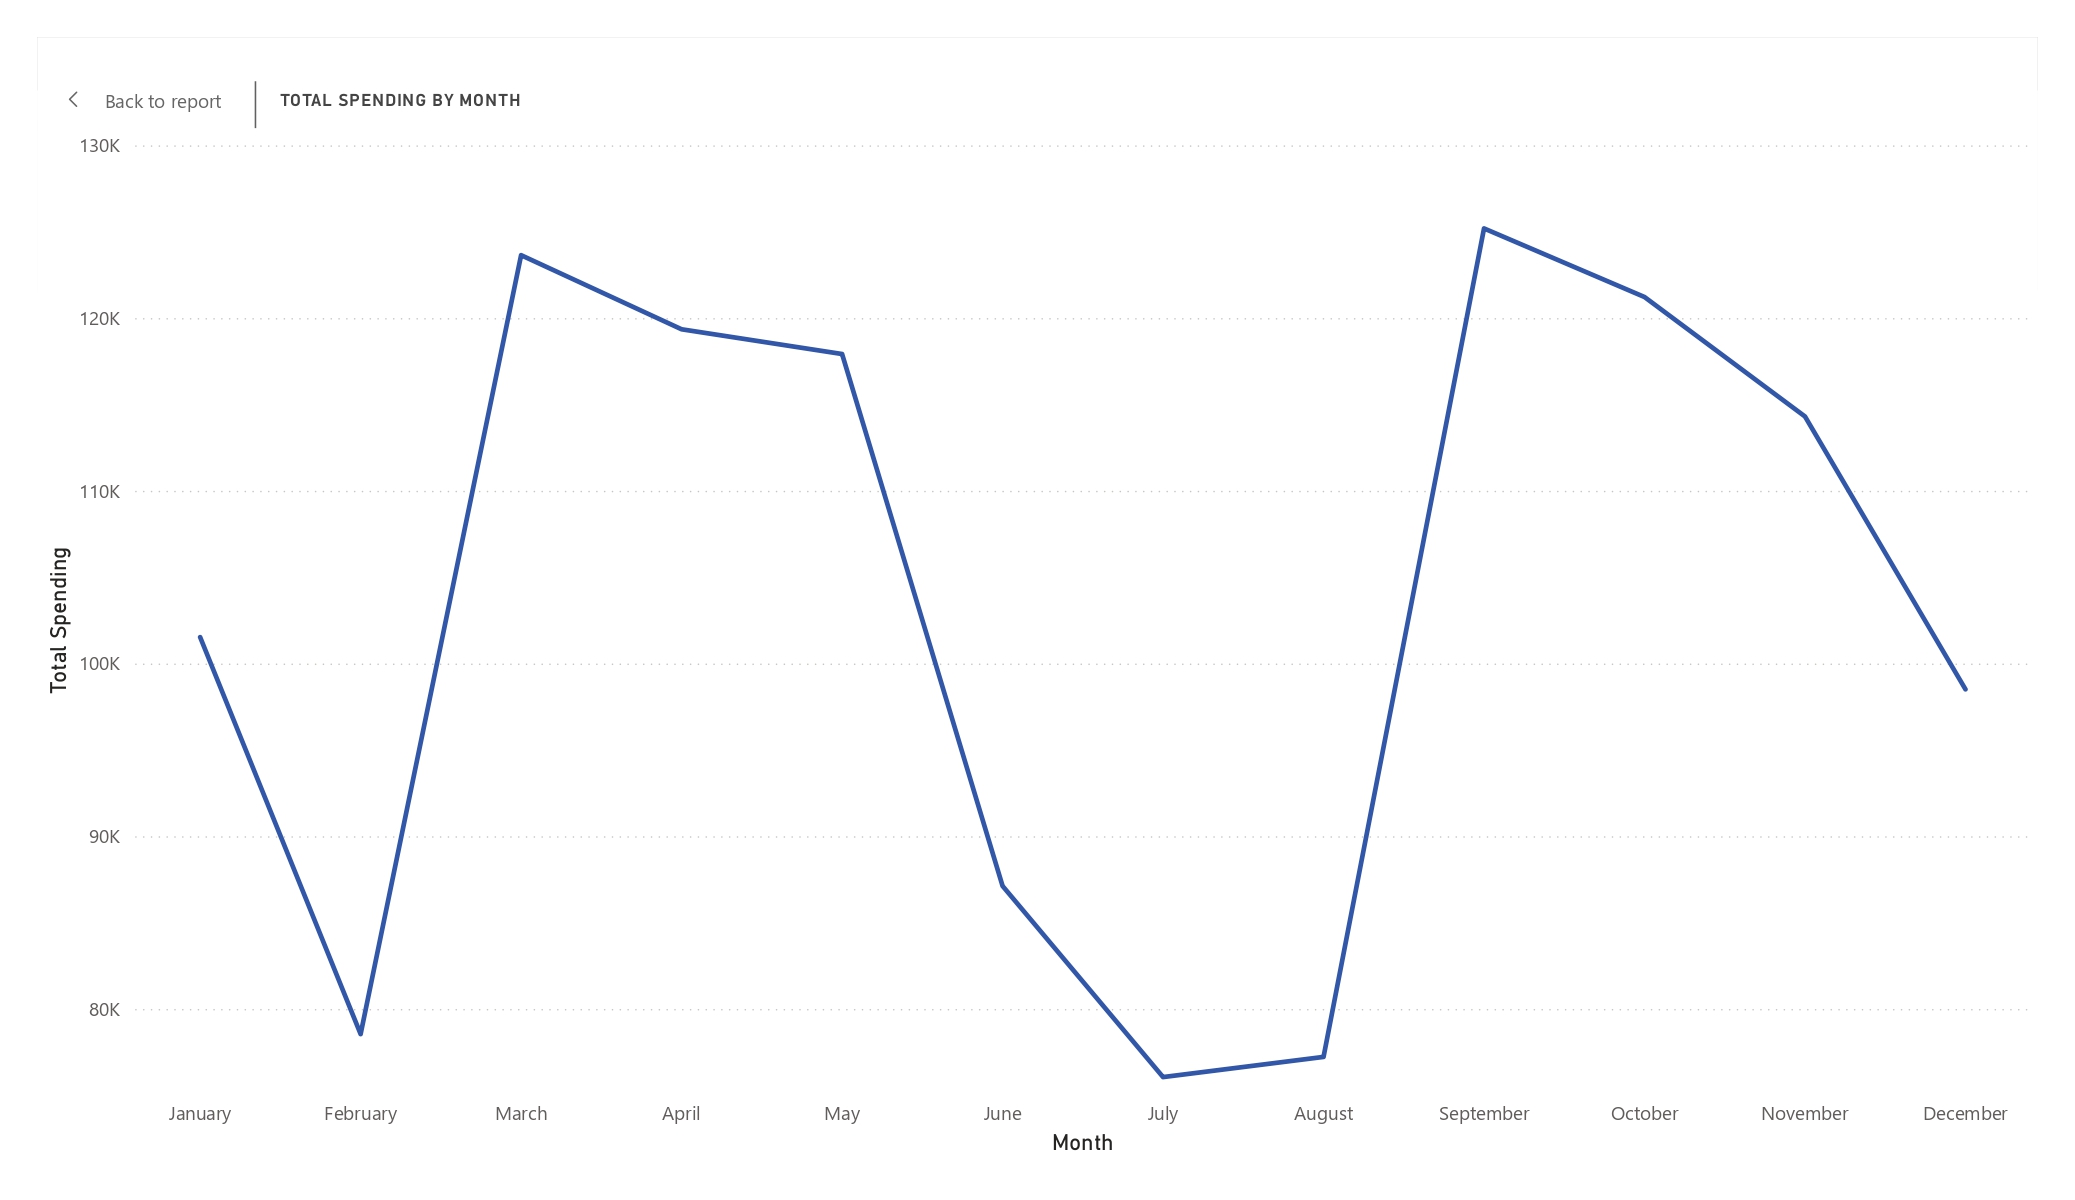 Back to report
TOTAL SPENDING BY MONTH
130K
120K
110K
100K
90K
80K
Total Spending
January February March April May June July August September October November December
Month